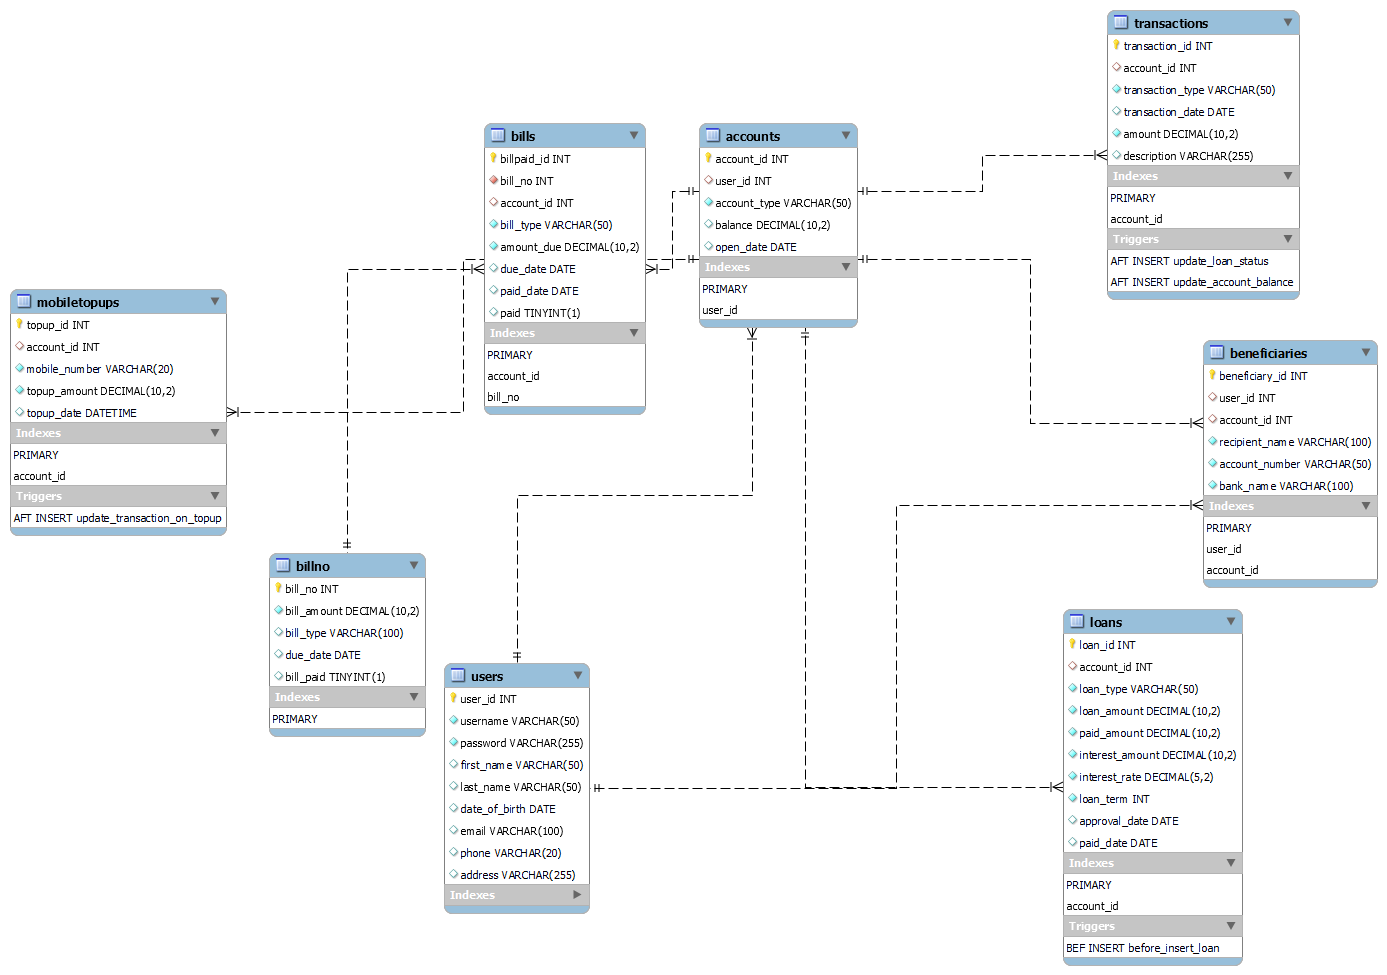 transactions
transaction_id INT
account_id INT
transaction_type VARCHAR(50)
transaction_date DATE
amount DECIMAL(10,2)
description VARCHAR(255)
Indexes
PRIMARY
account_id
Triggers
AFT INSERT update_loan_status
AFT INSERT update_account_balance
bills
billpaid_id INT
bill_no INT
account_id INT
bill_type VARCHAR(50)
amount_due DECIMAL(10,2)
due_date DATE
paid_date DATE
paid TINYINT(1)
Indexes
PRIMARY
account_id
bill_no
accounts
account_id INT
user_id INT
account_type VARCHAR(50)
balance DECIMAL(10,2)
open_date DATE
Indexes
PRIMARY
user_id
mobiletopups
topup_id INT
account_id INT
mobile_number VARCHAR(20)
topup_amount DECIMAL(10,2)
topup_date DATETIME
Indexes
PRIMARY
account_id
Triggers
AFT INSERT update_transaction_on_topup
beneficiaries
beneficiary_id INT
user_id INT
account_id INT
recipient_name VARCHAR(100)
account_number VARCHAR(50)
bank_name VARCHAR(100)
Indexes
PRIMARY
user_id
account_id
billno
bill_no INT
bill_amount DECIMAL(10,2)
bill_type VARCHAR(100)
due_date DATE
bill_paid TINYINT(1)
Indexes
PRIMARY
users
user_id INT
username VARCHAR(50)
password VARCHAR(255)
first_name VARCHAR(50)
last_name VARCHAR(50)
date_of_birth DATE
email VARCHAR(100)
phone VARCHAR(20)
address VARCHAR(255)
Indexes
loans
loan_id INT
account_id INT
loan_type VARCHAR(50)
loan_amount DECIMAL(10,2)
paid_amount DECIMAL(10,2)
interest_amount DECIMAL(10,2)
interest_rate DECIMAL(5,2)
loan_term INT
approval_date DATE
paid_date DATE
Indexes
PRIMARY
account_id
Triggers
BEF INSERT before_insert_loan